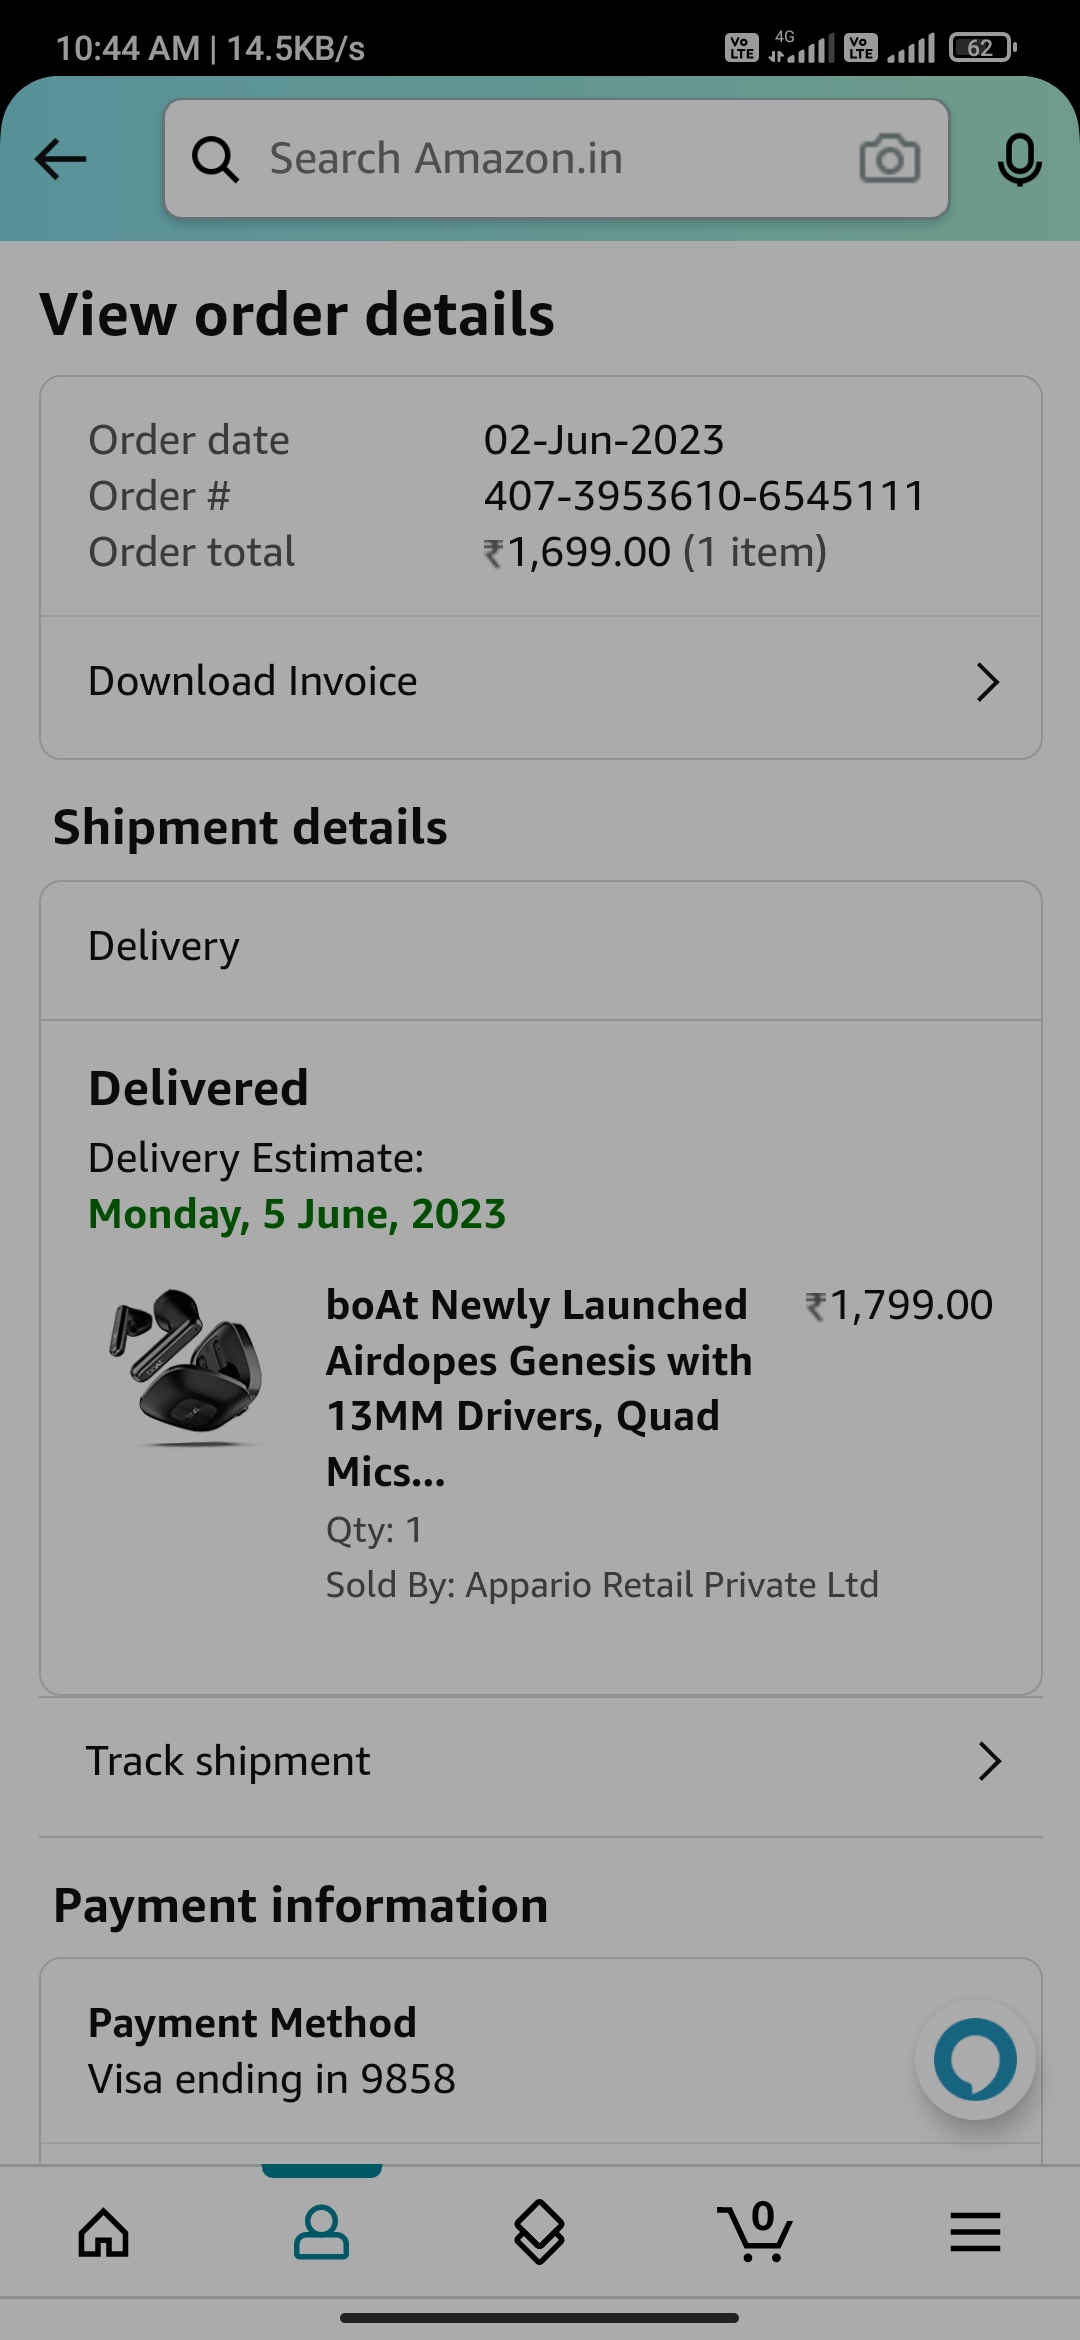 10:44 AM | 14.5KB/s
Vo LTE 4G Vo LTE 62
Search Amazon.in
View order details
Order date 02-Jun-2023
Order # 407-3953610-6545111
Order total ₹1,699.00 (1 item)
Download Invoice
Shipment details
Delivery
Delivered
Delivery Estimate:
Monday, 5 June, 2023
boAt Newly Launched ₹1,799.00
Airdopes Genesis with
13MM Drivers, Quad
Mics...
Qty: 1
Sold By: Appario Retail Private Ltd
Track shipment
Payment information
Payment Method
Visa ending in 9858
0